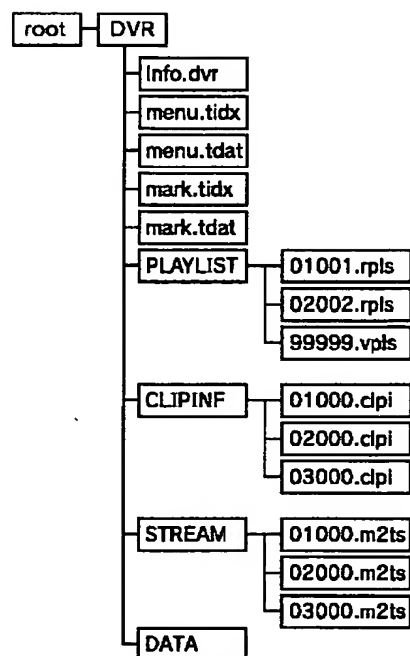 root DVR
Info.dvr
menu.tidx
menu.tdat
mark.tidx
mark.tdat
PLAYLIST 01001.rpls
02002.rpls
99999.vpls
CLIPINF 01000.clpi
02000.clpi
03000.clpi
STREAM 01000.m2ts
02000.m2ts
03000.m2ts
DATA